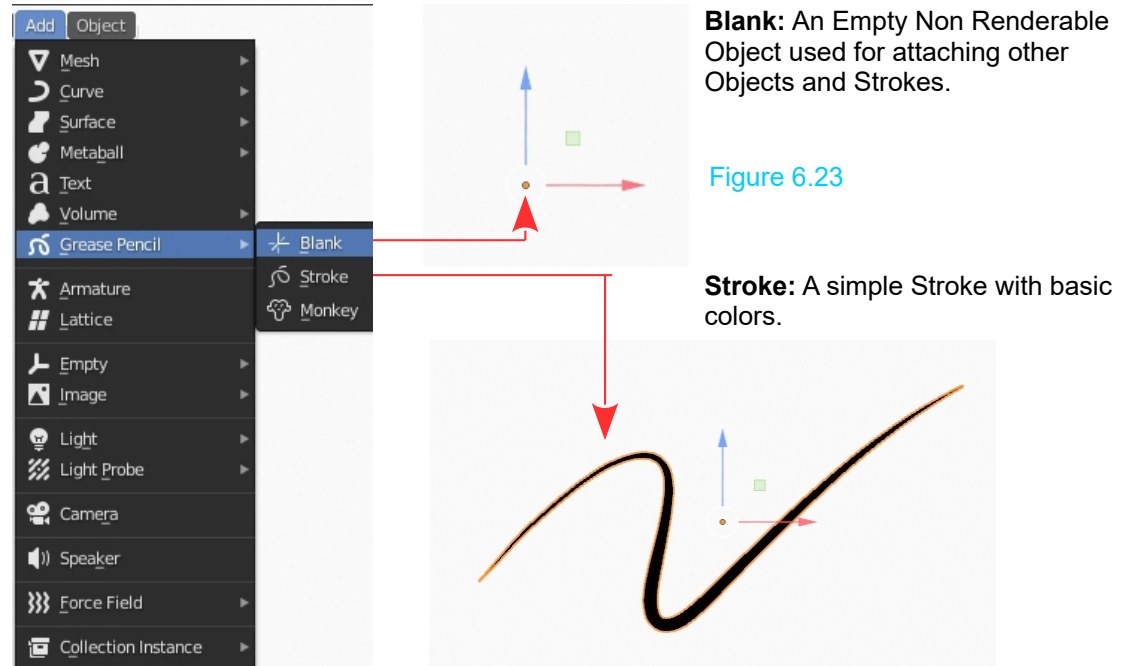 Add Object
Mesh
Curve
Surface
Metaball
Text
Volume
Grease Pencil
Armature
Lattice
Empty
Image
Light
Light Probe
Camera
Speaker
Force Field
Collection Instance
Blank
Stroke
Monkey
Blank: An Empty Non Renderable
Object used for attaching other
Objects and Strokes.
Figure 6.23
Stroke: A simple Stroke with basic
colors.